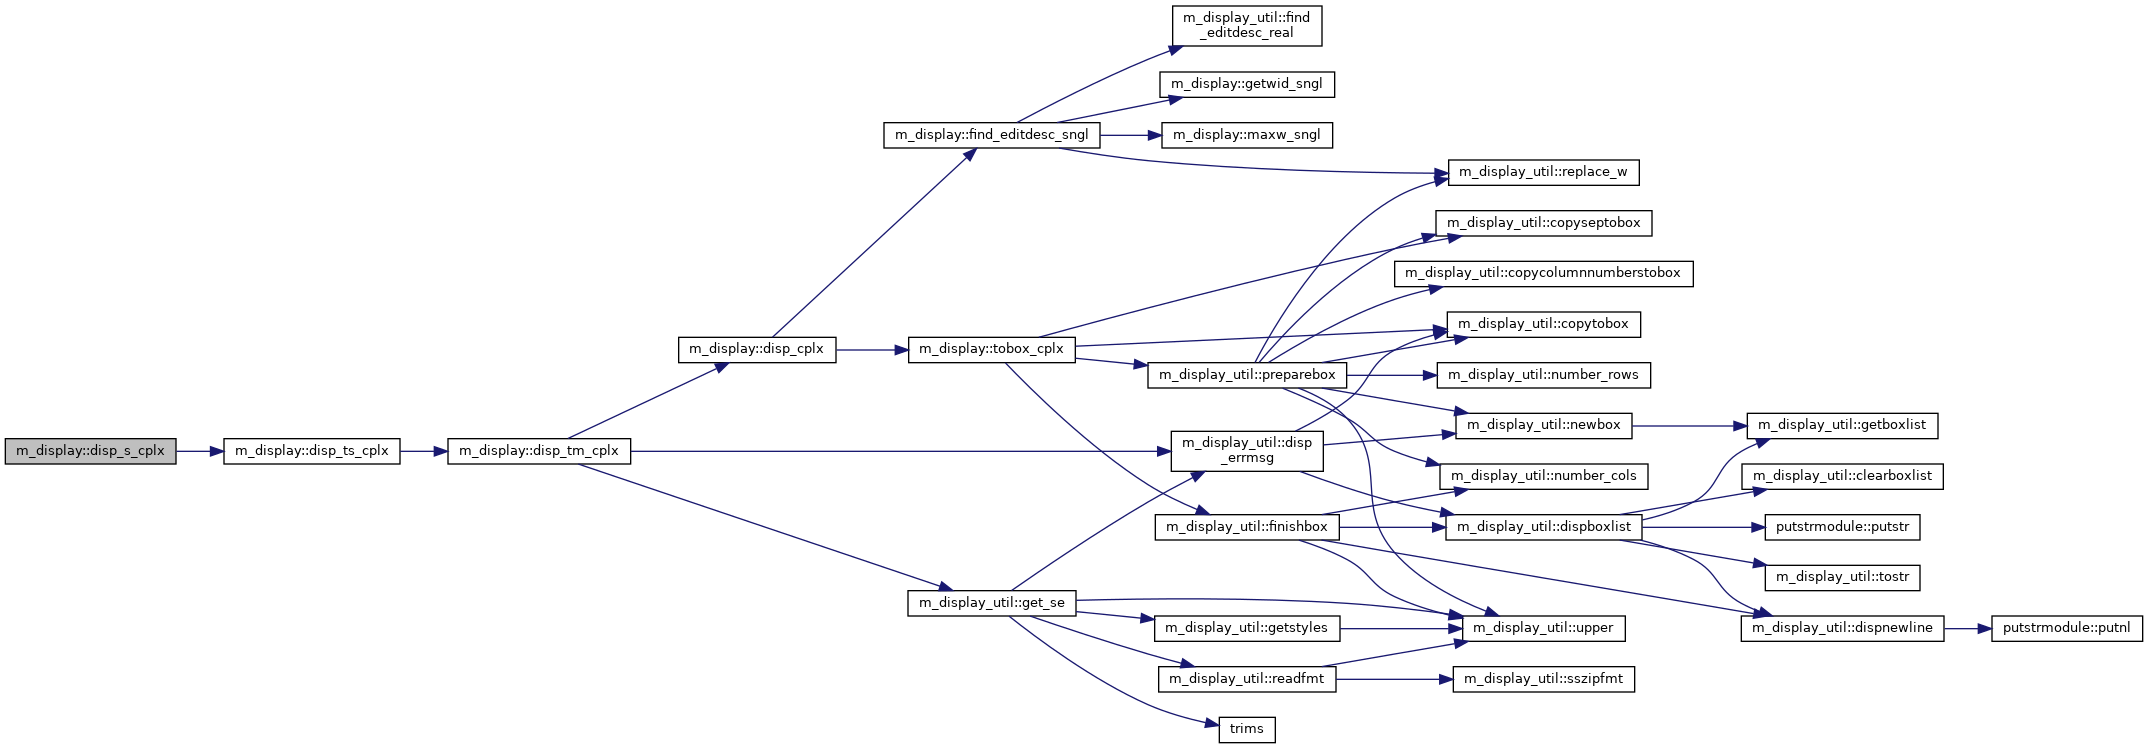 m_display_util::find
_editdesc_real
m_display::getwid_sngl
m_display::find_editdesc_sngl
m_display::maxw_sngl
m_display_util::replace_w
m_display_util::copyseptobox
m_display_util::copycolumnnumberstobox
m_display_util::copytobox
m_display::disp_cplx
m_display::tobox_cplx
m_display_util::preparebox
m_display_util::number_rows
m_display_util::newbox
m_display_util::getboxlist
m_display::disp_s_cplx
m_display::disp_ts_cplx
m_display::disp_tm_cplx
m_display_util::disp
_errmsg
m_display_util::number_cols
m_display_util::clearboxlist
m_display_util::finishbox
m_display_util::dispboxlist
putstrmodule::putstr
m_display_util::tostr
m_display_util::get_se
m_display_util::getstyles
m_display_util::upper
m_display_util::dispnewline
putstrmodule::putnl
m_display_util::readfmt
m_display_util::sszipfmt
trims